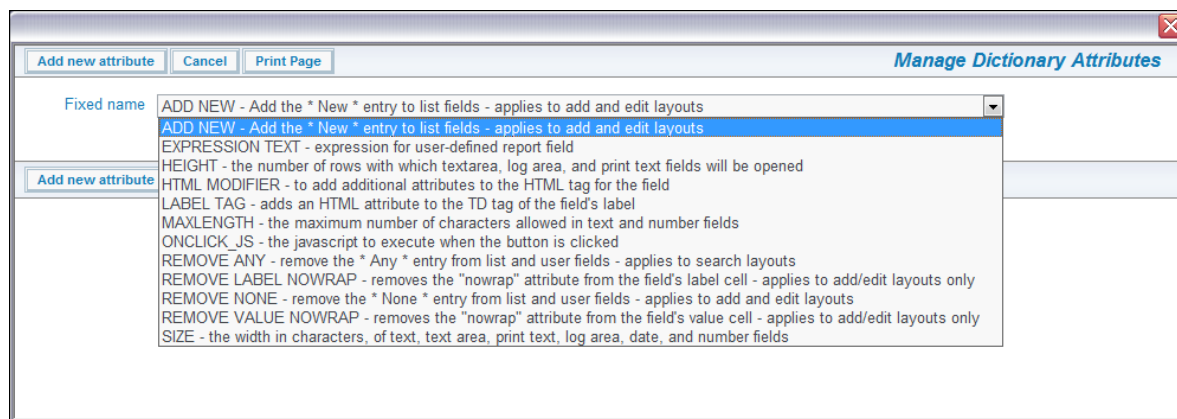 Add new attribute Cancel Print Page Manage Dictionary Attributes
Fixed name ADD NEW - Add the * New * entry to list fields - applies to add and edit layouts
ADD NEW - Add the * New * entry to list fields - applies to add and edit layouts
EXPRESSION TEXT - expression for user-defined report field
HEIGHT - the number of rows with which textarea, log area, and print text fields will be opened
Add new attribute
HTML MODIFIER - to add additional attributes to the HTML tag for the field
LABEL TAG - adds an HTML attribute to the TD tag of the field's label
MAXLENGTH - the maximum number of characters allowed in text and number fields
ONCLICK_JS - the javascript to execute when the button is clicked
REMOVE ANY - remove the * Any * entry from list and user fields - applies to search layouts
REMOVE LABEL NOWRAP - removes the "nowrap" attribute from the field's label cell - applies to add/edit layouts only
REMOVE NONE - remove the * None * entry from list and user fields - applies to add and edit layouts
REMOVE VALUE NOWRAP - removes the "nowrap" attribute from the field's value cell - applies to add/edit layouts only
SIZE - the width in characters, of text, text area, print text, log area, date, and number fields